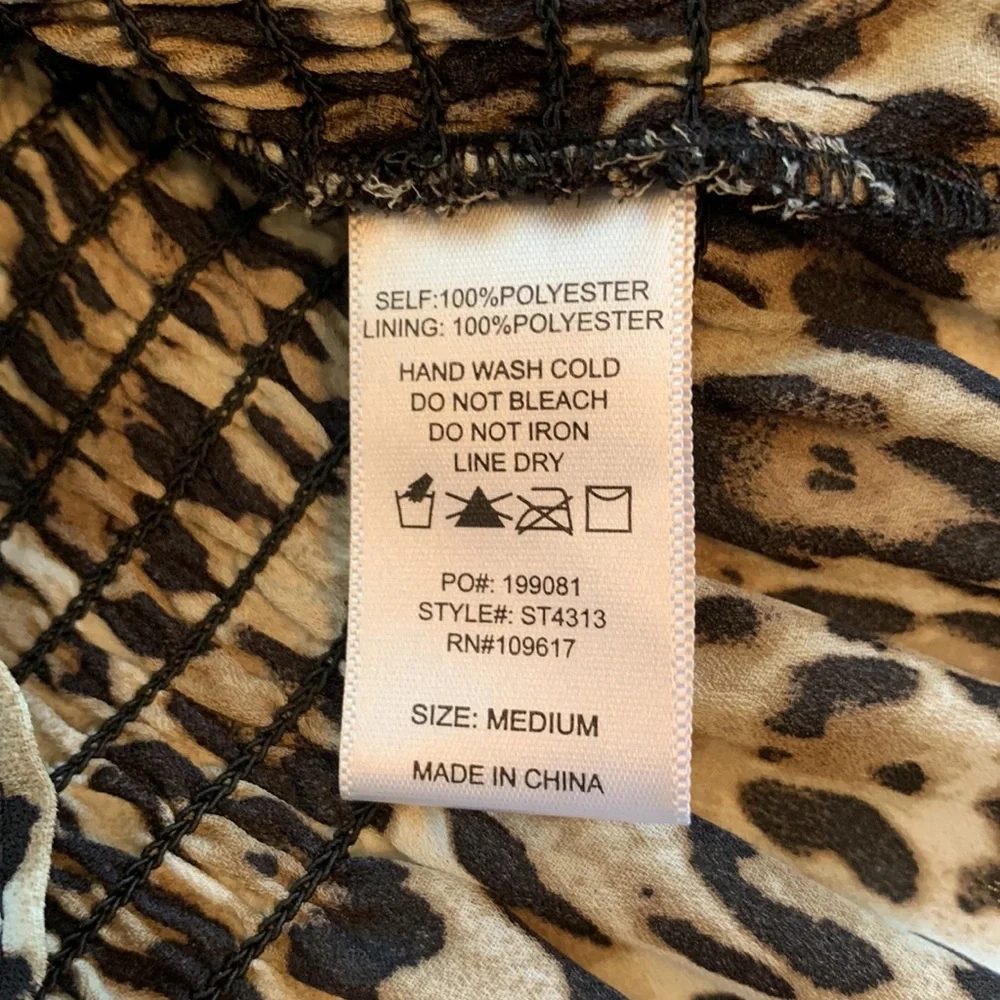 SELF:100%POLYESTER
LINING: 100%POLYESTER
HAND WASH COLD
DO NOT BLEACH
DO NOT IRON
LINE DRY
PO#: 199081
STYLE#: ST4313
RN#109617
SIZE: MEDIUM
MADE IN CHINA